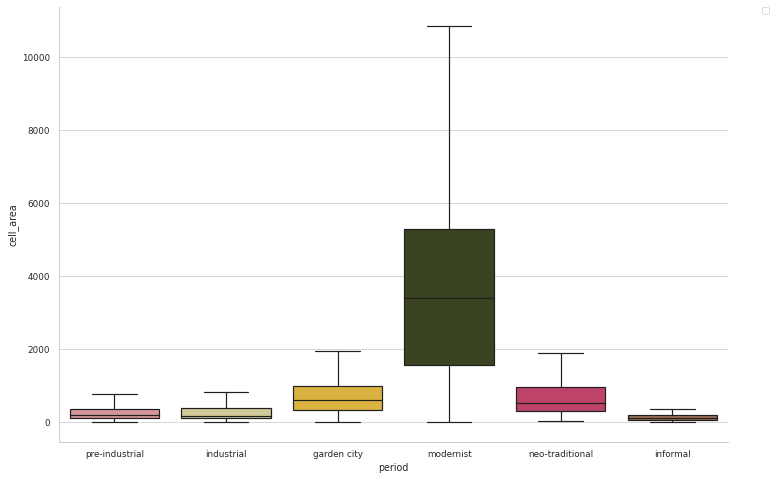 10000
8000
6000
4000
2000
0
cell_area
pre-industrial
industrial
garden city
modernist
neo-traditional
informal
period